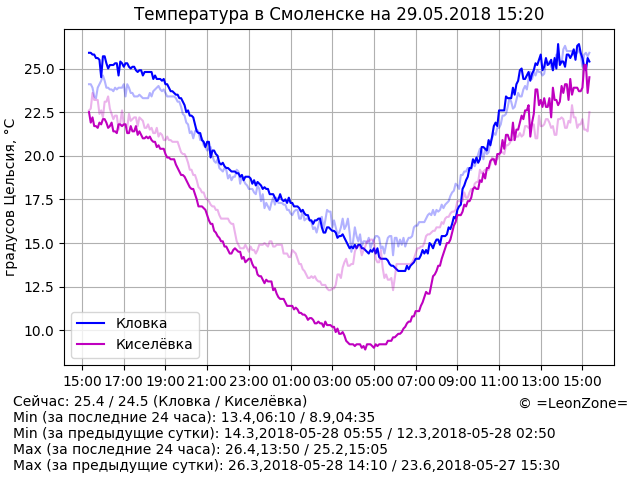 Температура в Смоленске на 29.05.2018 15:20
градусов Цельсия, °C
25.0
22.5
20.0
17.5
15.0
12.5
10.0
Кловка
Киселёвка
15:00 17:00 19:00 21:00 23:00 01:00 03:00 05:00 07:00 09:00 11:00 13:00 15:00
Сейчас: 25.4 / 24.5 (Кловка / Киселёвка)
© =LeonZone=
Min (за последние 24 часа): 13.4,06:10 / 8.9,04:35
Min (за предыдущие сутки): 14.3,2018-05-28 05:55 / 12.3,2018-05-28 02:50
Max (за последние 24 часа): 26.4,13:50 / 25.2,15:05
Max (за предыдущие сутки): 26.3,2018-05-28 14:10 / 23.6,2018-05-27 15:30